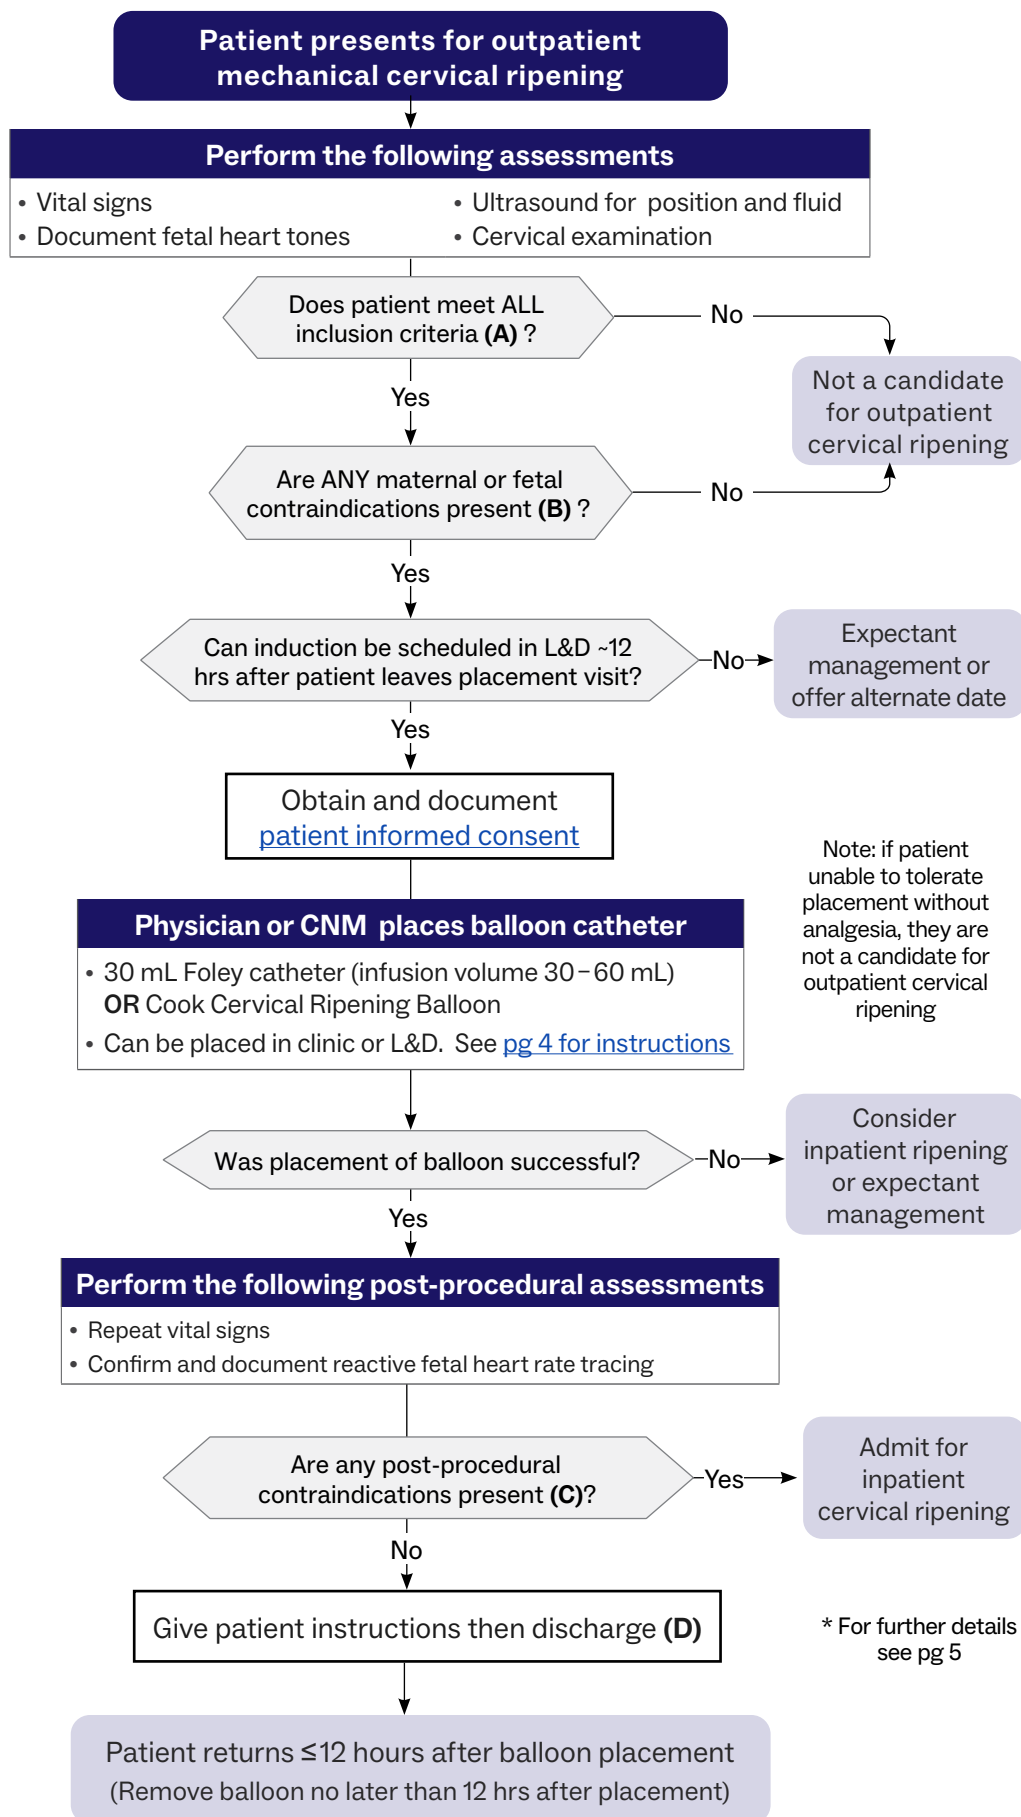 Patient presents for outpatient
mechanical cervical ripening
Perform the following assessments
• Vital signs
• Document fetal heart tones
• Ultrasound for position and fluid
• Cervical examination
Does patient meet ALL
inclusion criteria (A) ?
No
Not a candidate
for outpatient
cervical ripening
Yes
Are ANY maternal or fetal
contraindications present (B) ?
No
Yes
Can induction be scheduled in L&D ~12
hrs after patient leaves placement visit?
No
Expectant
management or
offer alternate date
Yes
Obtain and document
patient informed consent
Note: if patient
unable to tolerate
placement without
analgesia, they are
not a candidate for
outpatient cervical
ripening
Physician or CNM places balloon catheter
• 30 mL Foley catheter (infusion volume 30–60 mL)
OR Cook Cervical Ripening Balloon
• Can be placed in clinic or L&D. See pg 4 for instructions
Was placement of balloon successful?
No
Consider
inpatient ripening
or expectant
management
Yes
Perform the following post-procedural assessments
• Repeat vital signs
• Confirm and document reactive fetal heart rate tracing
Are any post-procedural
contraindications present (C)?
Yes
Admit for
inpatient
cervical ripening
No
Give patient instructions then discharge (D)
* For further details
see pg 5
Patient returns ≤12 hours after balloon placement
(Remove balloon no later than 12 hrs after placement)